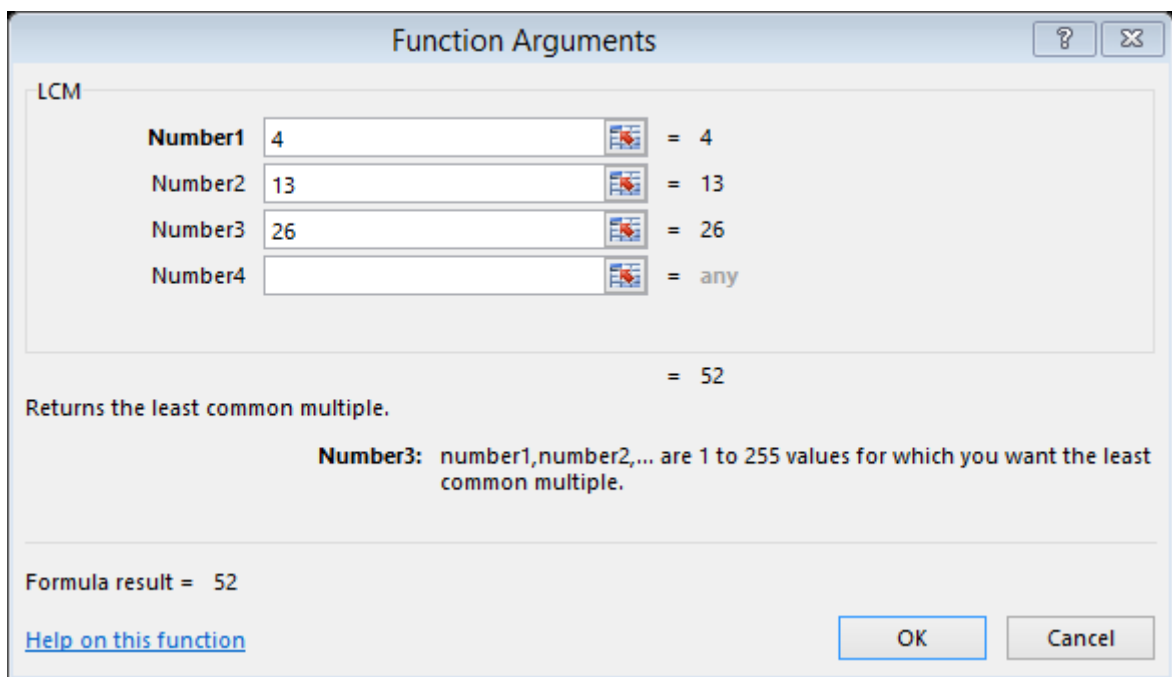 Function Arguments
?
LCM
Number1 4 = 4
Number2 13 = 13
Number3 26 = 26
Number4 = any
= 52
Returns the least common multiple.
Number3: number1,number2,... are 1 to 255 values for which you want the least
common multiple.
Formula result = 52
Help on this function
OK Cancel